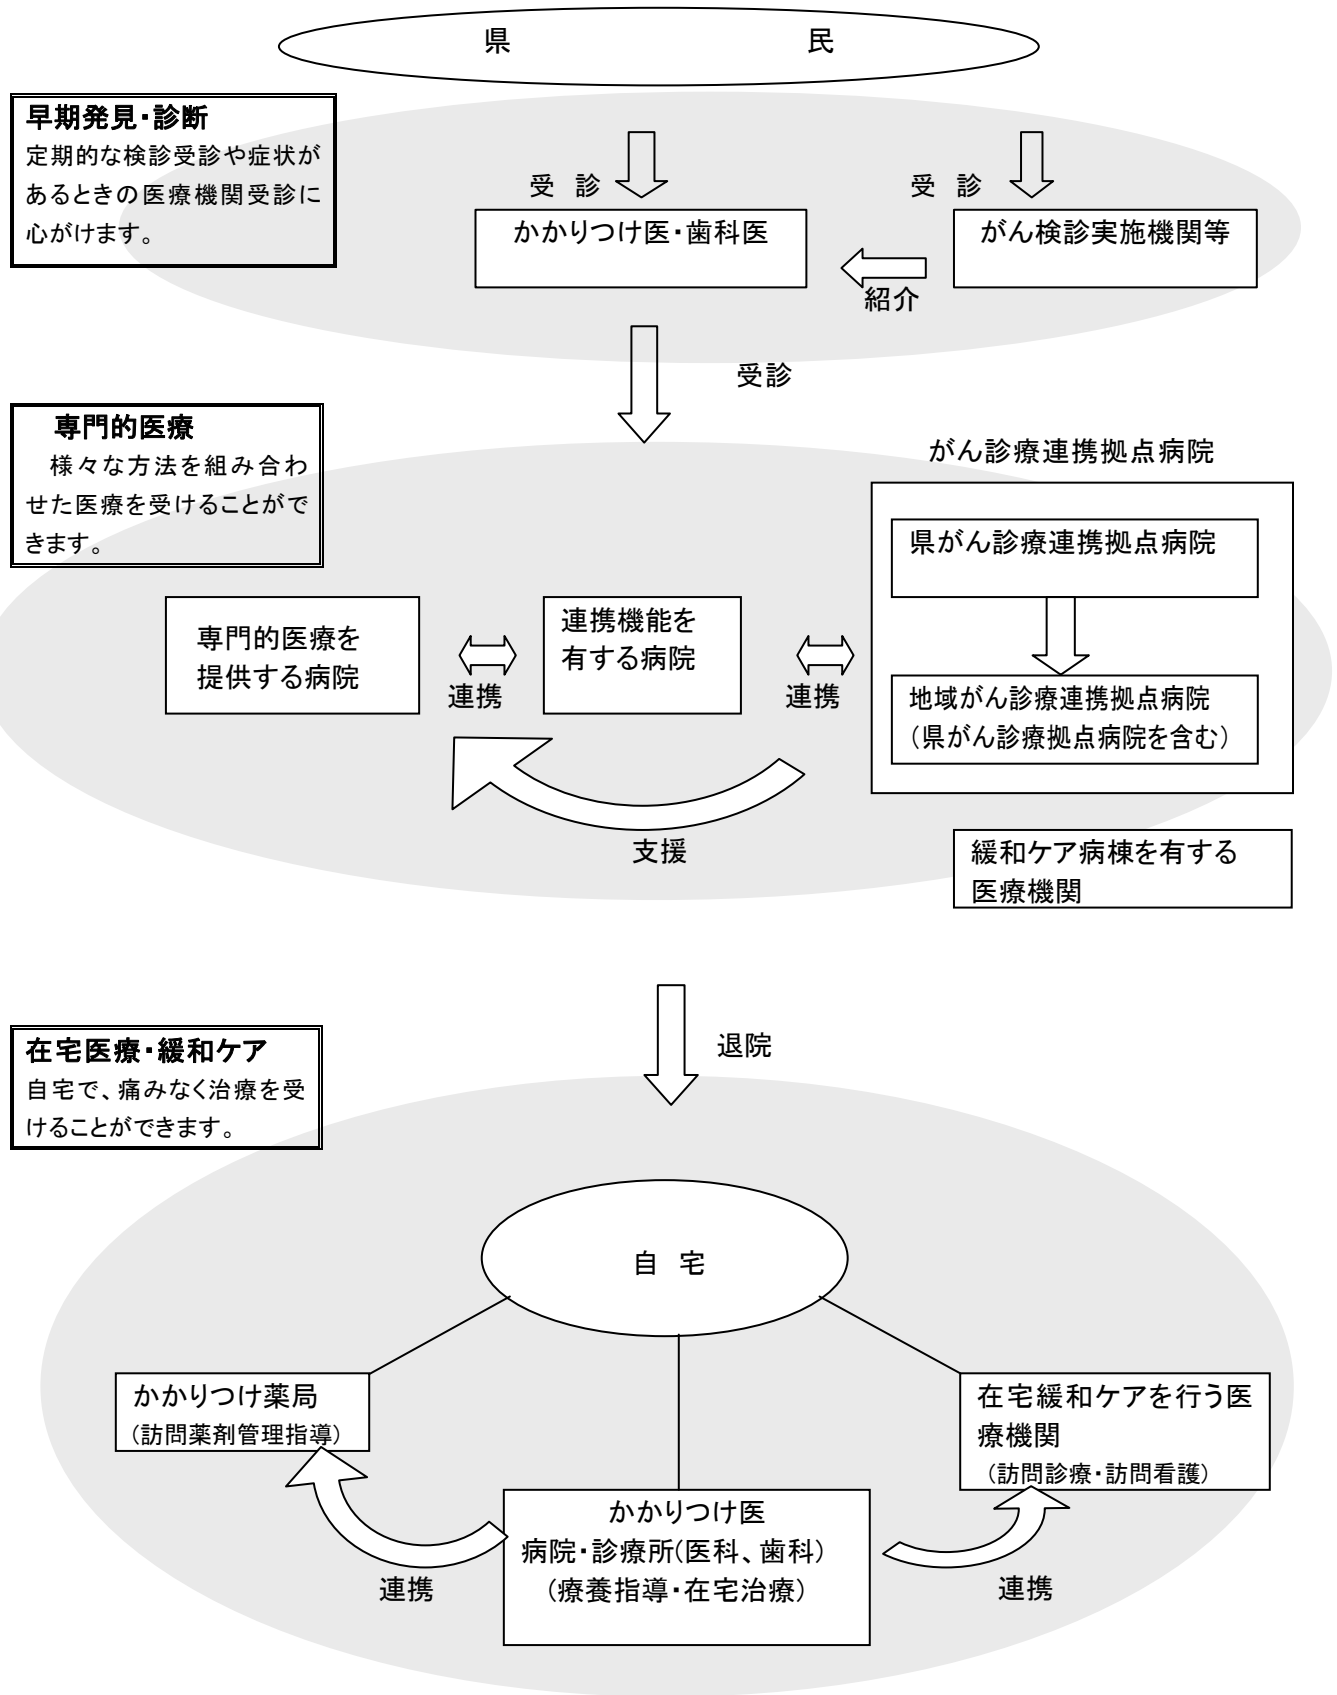 県　民
早期発見・診断
定期的な検診受診や症状が
あるときの医療機関受診に
心がけます。
受　診
受　診
かかりつけ医・歯科医
がん検診実施機関等
紹介
受診
専門的医療
様々な方法を組み合わ
せた医療を受けることがで
きます。
がん診療連携拠点病院
県がん診療連携拠点病院
専門的医療を
提供する病院
連携
連携機能を
有する病院
連携
地域がん診療連携拠点病院
（県がん診療拠点病院を含む）
支援
緩和ケア病棟を有する
医療機関
退院
在宅医療・緩和ケア
自宅で、痛みなく治療を受
けることができます。
自　宅
かかりつけ薬局
（訪問薬剤管理指導）
在宅緩和ケアを行う医
療機関
（訪問診療・訪問看護）
かかりつけ医
病院・診療所（医科、歯科）
（療養指導・在宅治療）
連携
連携